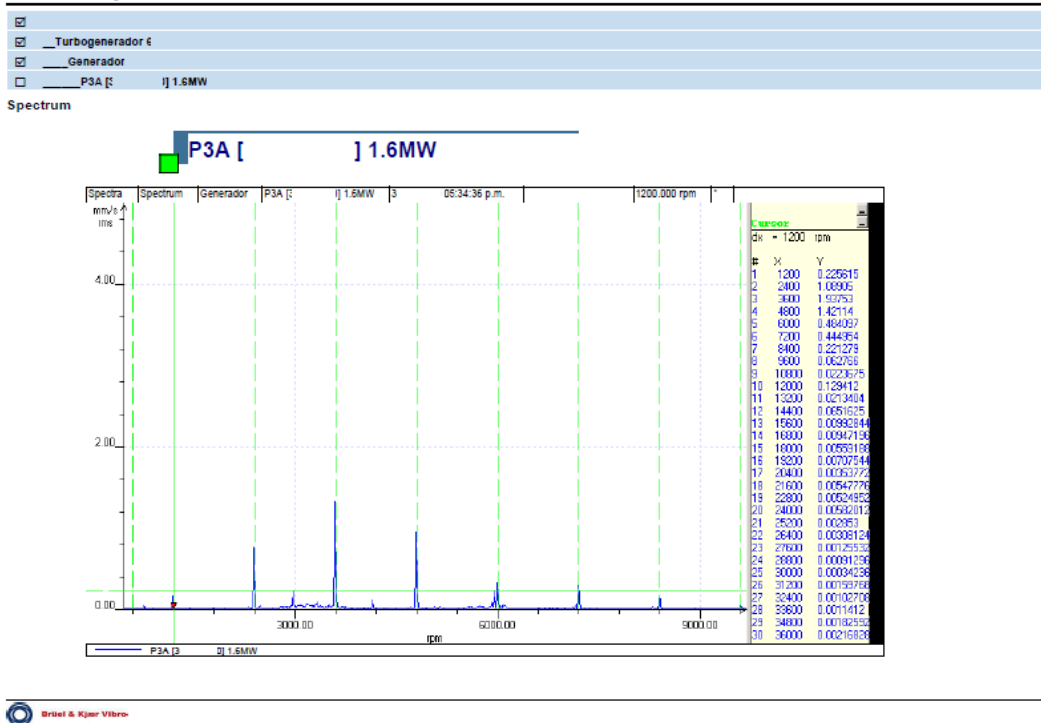 __Turbogenerador 6
____Generador
______P3A [3 I] 1.6MW
Spectrum
P3A [ ] 1.6MW
Spectra Spectrum Generador P3A [3 I] 1.6MW 3 05:34:36 p.m. 1200.000 rpm *
mm/s
rms
4.00
2.00
0.00
3000.00 6000.00 9000.00
rpm
P3A [3 0] 1.6MW
Cursor
dx = 1200 rpm
# X Y
1 1200 0.225615
2 2400 1.08905
3 3600 1.93753
4 4800 1.42114
5 6000 0.484097
6 7200 0.444954
7 8400 0.221279
8 9600 0.062766
9 10800 0.0223675
10 12000 0.129412
11 13200 0.0213404
12 14400 0.0651625
13 15600 0.00992844
14 16800 0.00947196
15 18000 0.00559188
16 19200 0.00707544
17 20400 0.00353772
18 21600 0.00547776
19 22800 0.00524952
20 24000 0.00582012
21 25200 0.002853
22 26400 0.00308124
23 27600 0.00125532
24 28800 0.00091296
25 30000 0.00034236
26 31200 0.00159768
27 32400 0.00102708
28 33600 0.0011412
29 34800 0.00182592
30 36000 0.00216828
Brüel & Kjær Vibro